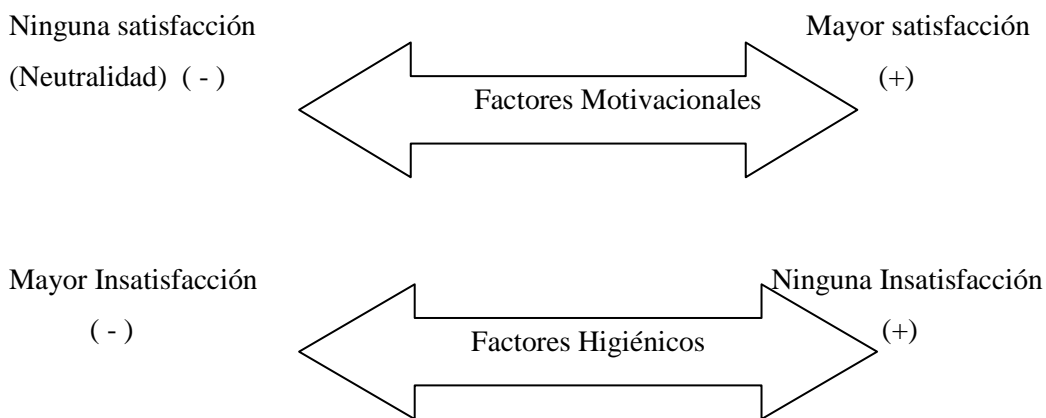 Ninguna satisfacción
Mayor satisfacción
(Neutralidad) ( - )
(+)
Factores Motivacionales
Mayor Insatisfacción
Ninguna Insatisfacción
( - )
(+)
Factores Higiénicos